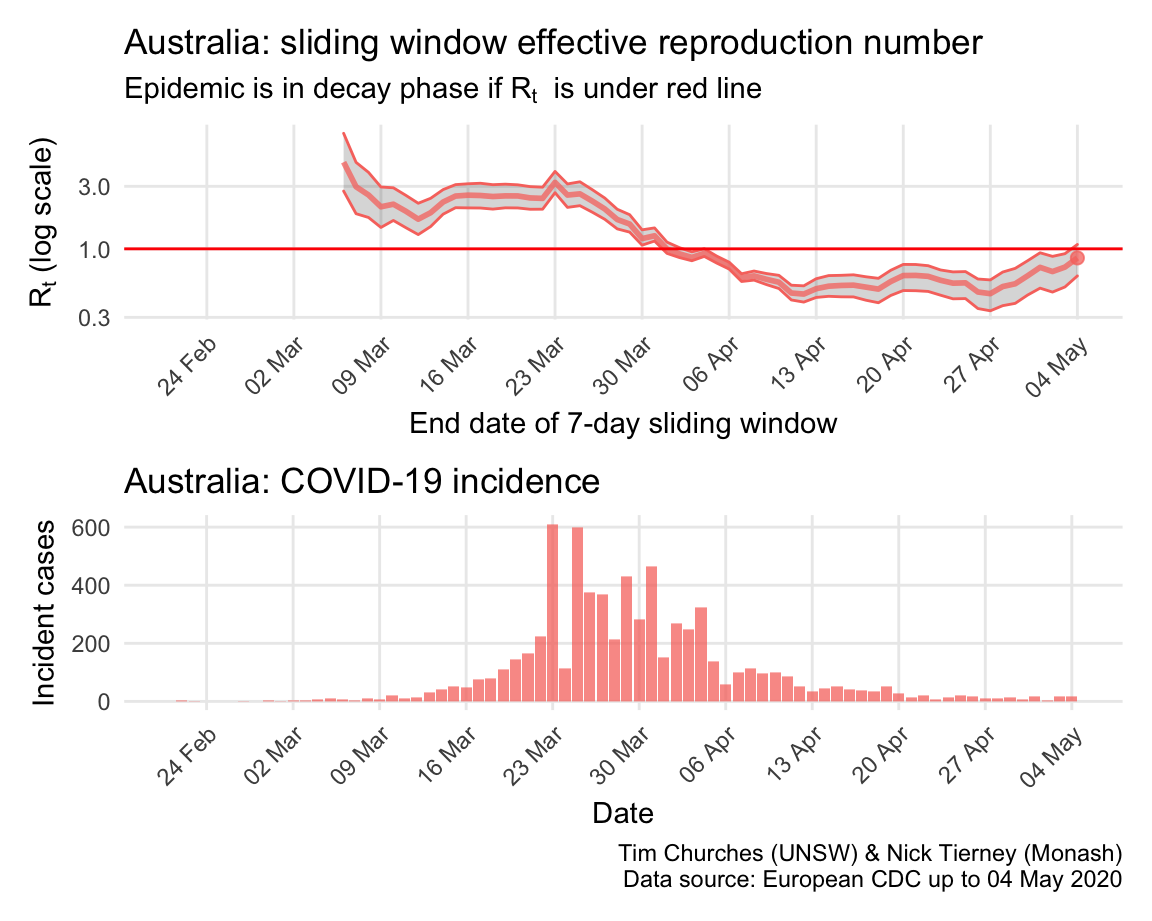 Australia: sliding window effective reproduction number
Epidemic is in decay phase if Rt is under red line
Rt (log scale)
3.0
1.0
0.3
24 Feb
02 Mar
09 Mar
16 Mar
23 Mar
30 Mar
06 Apr
13 Apr
20 Apr
27 Apr
04 May
End date of 7-day sliding window
Australia: COVID-19 incidence
Incident cases
600
400
200
0
24 Feb
02 Mar
09 Mar
16 Mar
23 Mar
30 Mar
06 Apr
13 Apr
20 Apr
27 Apr
04 May
Date
Tim Churches (UNSW) & Nick Tierney (Monash)
Data source: European CDC up to 04 May 2020